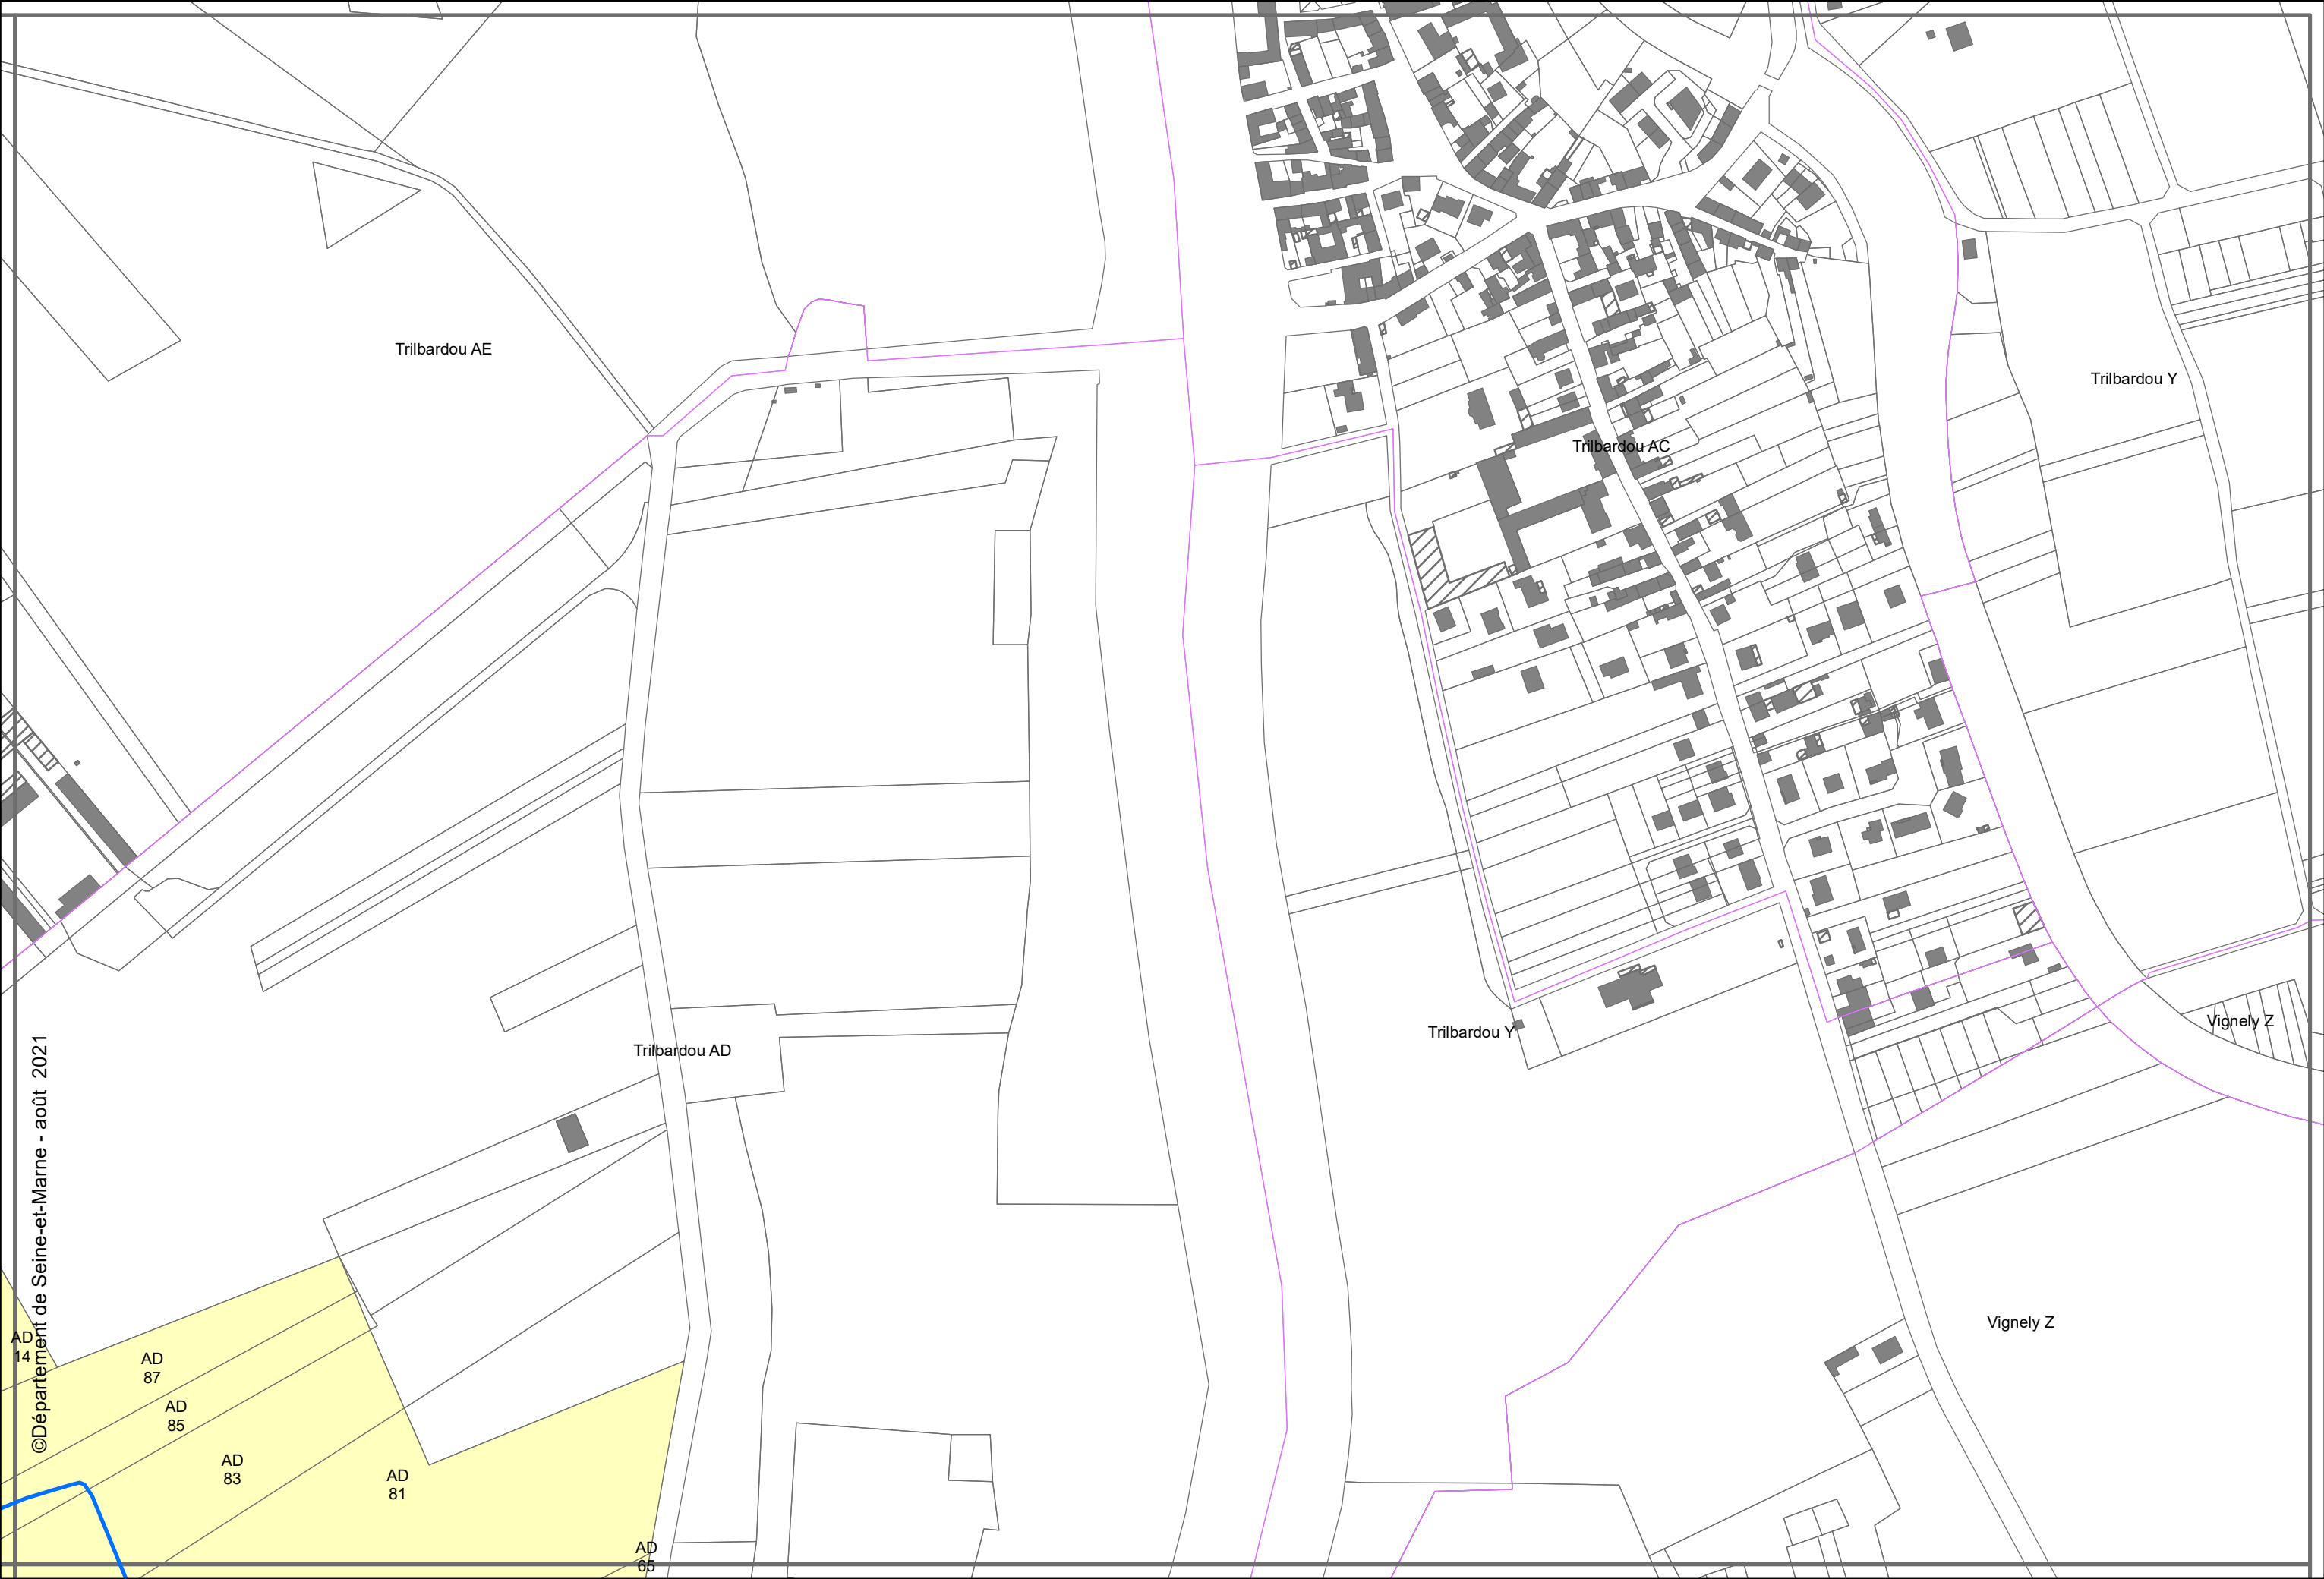 Trilbardou AE
Trilbardou Y
Trilbardou AC
Vignely Z
Trilbardou Y
Trilbardou AD
©Département de Seine-et-Marne - août  2021
Vignely Z
AD
14
AD
87
AD
85
AD
83
AD
81
AD
65